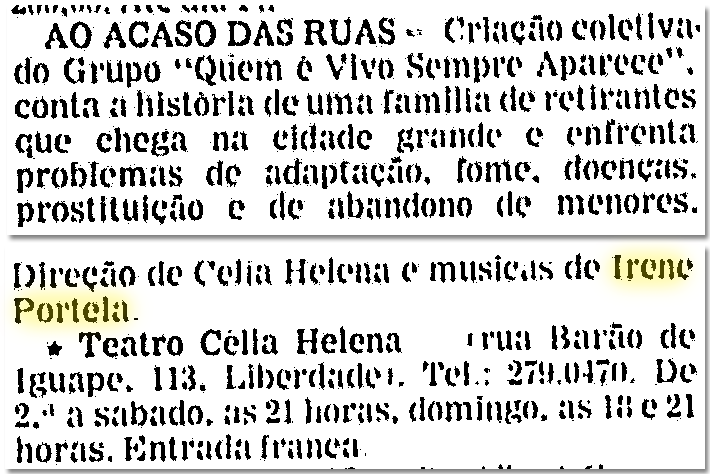 AO ACASO DAS RUAS - Criação coletiva
do Grupo "Quem é Vivo Sempre Aparece",
conta a história de uma familia de retirantes
que chega na cidade grande e enfrenta
problemas de adaptação, fome, doenças,
prostituição e de abandono de menores.
Direção de Celia Helena e musicas de Irene
Portela.
★ Teatro Célia Helena (rua Barão de
Iguape, 113, Liberdade). Tel.: 279.0470. De
2.ª a sabado, as 21 horas, domingo, as 18 e 21
horas. Entrada franca.